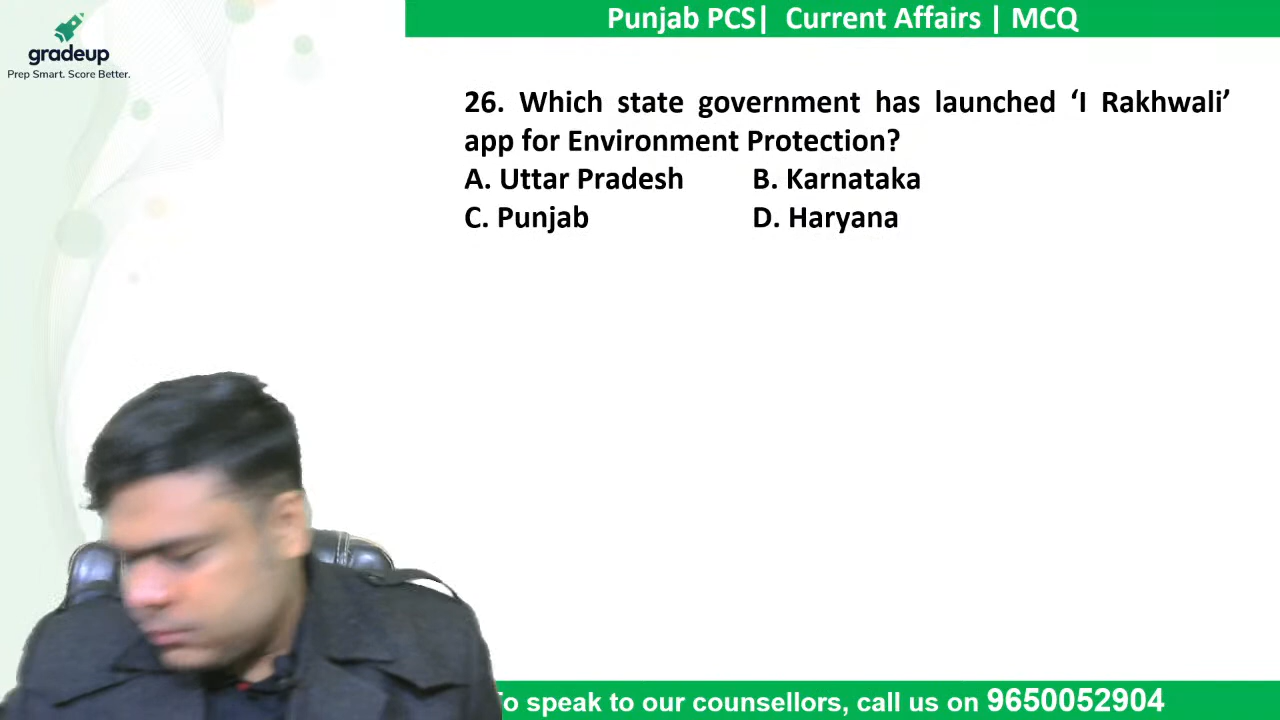 gradeup
Prep Smart. Score Better.
Punjab PCS| Current Affairs | MCQ
26. Which state government has launched ‘I Rakhwali’
app for Environment Protection?
A. Uttar Pradesh B. Karnataka
C. Punjab D. Haryana
To speak to our counsellors, call us on 9650052904